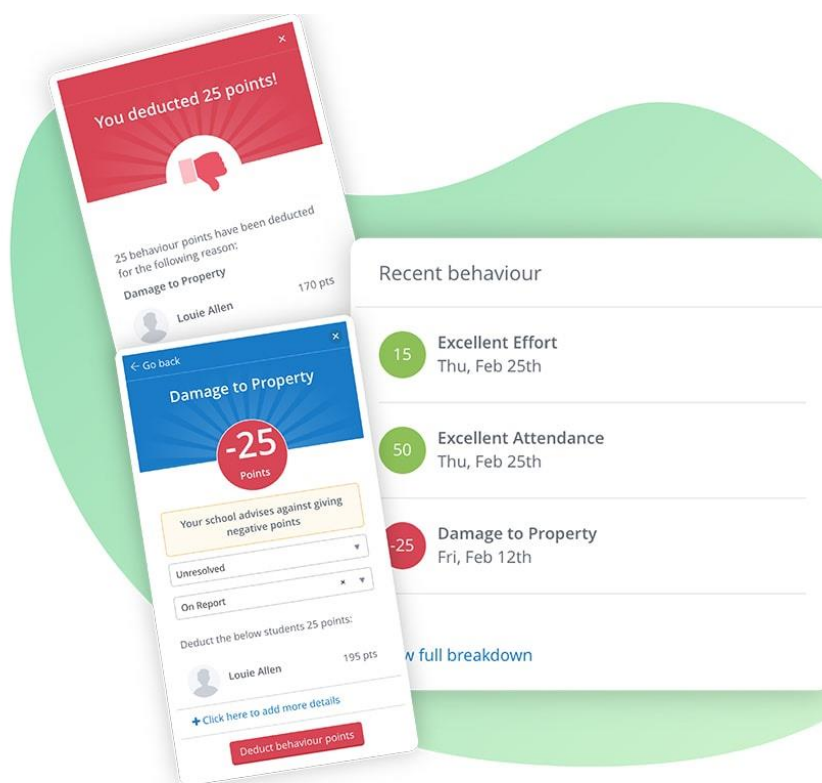 ×
You deducted 25 points!
25 behaviour points have been deducted
for the following reason:
Damage to Property
Louie Allen 170 pts
← Go back ×
Damage to Property
-25
Points
Your school advises against giving
negative points
Unresolved
On Report ×
Deduct the below students 25 points:
Louie Allen 195 pts
+ Click here to add more details
Deduct behaviour points
Recent behaviour
15
Excellent Effort
Thu, Feb 25th
50
Excellent Attendance
Thu, Feb 25th
-25
Damage to Property
Fri, Feb 12th
full breakdown